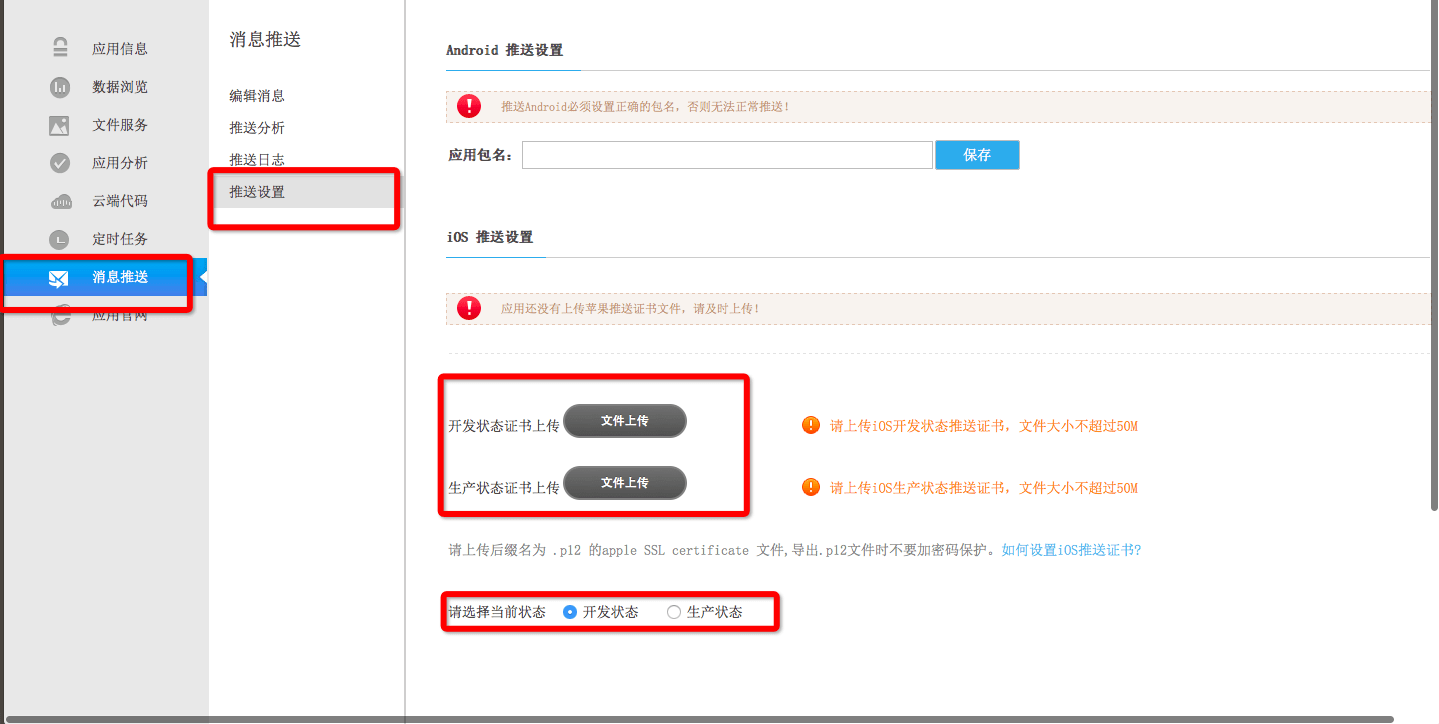 应用信息
数据浏览
文件服务
应用分析
云端代码
定时任务
消息推送
应用官网
消息推送
编辑消息
推送分析
推送日志
推送设置
Android 推送设置
推送Android必须设置正确的包名，否则无法正常推送！
应用包名： 保存
iOS 推送设置
应用还没有上传苹果推送证书文件，请及时上传！
开发状态证书上传 文件上传 请上传iOS开发状态推送证书，文件大小不超过50M
生产状态证书上传 文件上传 请上传iOS生产状态推送证书，文件大小不超过50M
请上传后缀名为 .p12 的apple SSL certificate 文件,导出.p12文件时不要加密码保护。如何设置iOS推送证书?
请选择当前状态 开发状态 生产状态